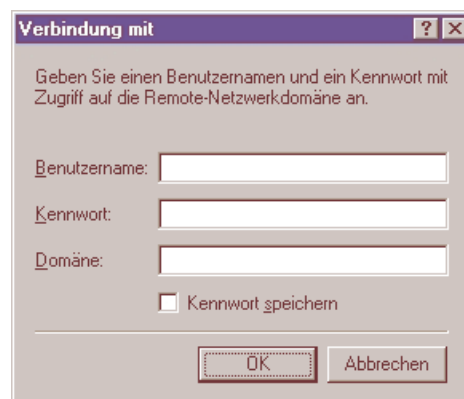 Verbindung mit
Geben Sie einen Benutzernamen und ein Kennwort mit
Zugriff auf die Remote-Netzwerkdomäne an.
Benutzername:
Kennwort:
Domäne:
Kennwort speichern
OK Abbrechen